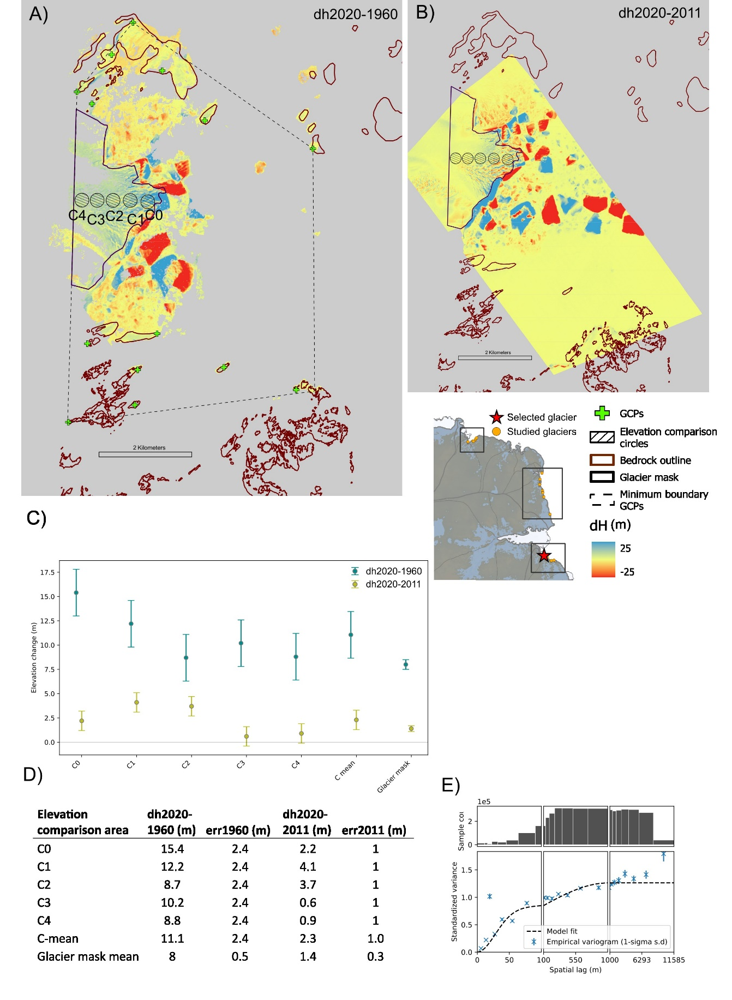 A)
dh2020-1960
B)
dh2020-2011
C4
C3
C2
C1
C0
2 Kilometers
2 Kilometers
Selected glacier
Studied glaciers
GCPs
Elevation comparison
circles
Bedrock outline
Glacier mask
Minimum boundary
GCPs
dH (m)
25
-25
C)
dh2020-1960
dh2020-2011
Elevation change (m)
17.5
15.0
12.5
10.0
7.5
5.0
2.5
0.0
C0
C1
C2
C3
C4
C mean
Glacier mask
D)
Elevation comparison area dh2020-1960 (m) err1960 (m) dh2020-2011 (m) err2011 (m)
C0 15.4 2.4 2.2 1
C1 12.2 2.4 4.1 1
C2 8.7 2.4 3.7 1
C3 10.2 2.4 0.6 1
C4 8.8 2.4 0.9 1
C-mean 11.1 2.4 2.3 1.0
Glacier mask mean 8 0.5 1.4 0.3
E)
1e5
Sample cou
2
0
Standardized variance
1.5
1.0
0.5
0.0
Model fit
Empirical variogram (1-sigma s.d)
0 50 100 550 1000 6293 11585
Spatial lag (m)